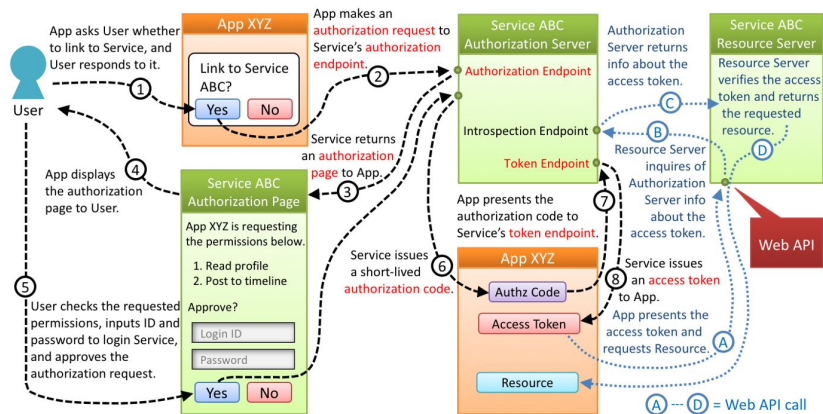 App asks User whether
to link to Service, and
User responds to it.
1
User
App XYZ
Link to Service
ABC?
Yes
No
App makes an
authorization request to
Service's authorization
endpoint.
2
Service ABC
Authorization Server
Authorization Endpoint
Introspection Endpoint
Token Endpoint
Service returns
an authorization
page to App.
3
4
App displays
the authorization
page to User.
Service ABC
Authorization Page
App XYZ is requesting
the permissions below.
1. Read profile
2. Post to timeline
Approve?
Login ID
Password
Yes
No
5
User checks the requested
permissions, inputs ID and
password to login Service,
and approves the
authorization request.
Service issues
a short-lived
authorization code.
6
App presents the
authorization code to
Service's token endpoint.
7
App XYZ
Authz Code
Access Token
Resource
8
Service issues
an access token
to App.
App presents the
access token and
requests Resource.
A
Resource Server
inquires of
Authorization
Server info
about the
access token.
B
Authorization
Server returns
info about the
access token.
C
Service ABC
Resource Server
Resource Server
verifies the access
token and returns
the requested
resource.
D
Web API
A --- D = Web API call